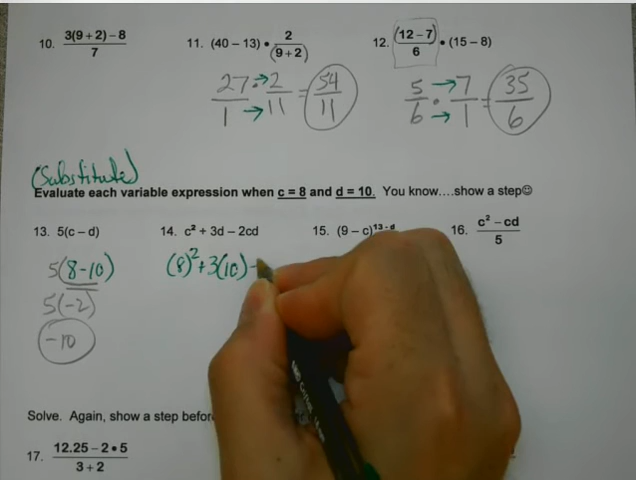 10. 3(9 + 2) – 8 / 7
11. (40 – 13) • 2 / (9 + 2)
12. (12 – 7) / 6 • (15 – 8)
27/1 • 2/11 = 54/11
5/6 • 7/1 = 35/6
(Substitute)
Evaluate each variable expression when c = 8 and d = 10. You know….show a step☺
13. 5(c – d)
14. c² + 3d – 2cd
15. (9 – c)¹³⁻ᵈ
16. c² – cd / 5
5(8-10)
5(-2)
-10
(8)² + 3(10) -
Solve. Again, show a step befor
17. 12.25 – 2 • 5 / 3 + 2